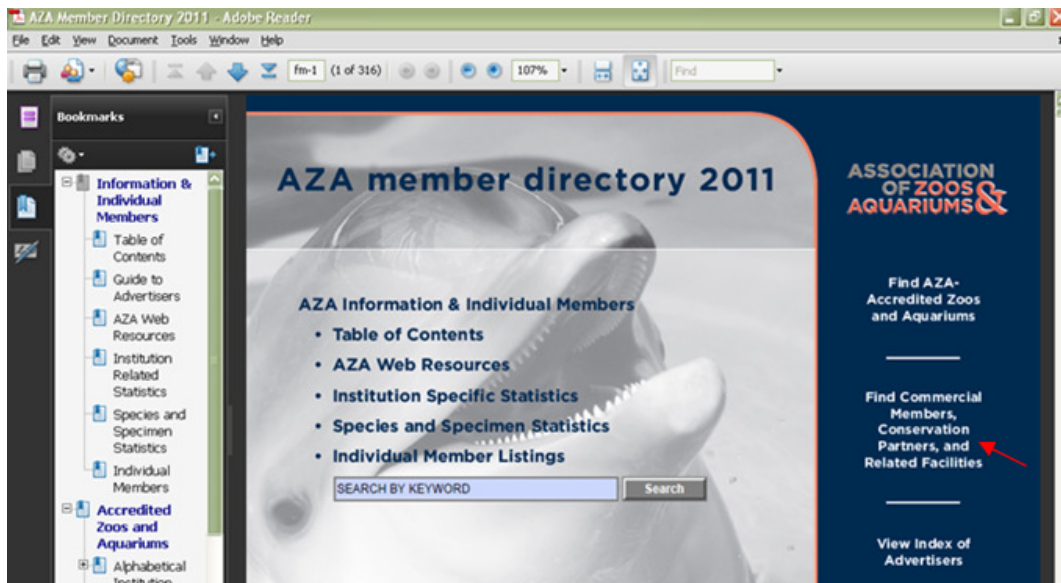 AZA Member Directory 2011 - Adobe Reader
File Edit View Document Tools Window Help
fm-1 (1 of 316) 107% Find
Bookmarks
Information &
Individual
Members
Table of
Contents
Guide to
Advertisers
AZA Web
Resources
Institution
Related
Statistics
Species and
Specimen
Statistics
Individual
Members
Accredited
Zoos and
Aquariums
Alphabetical
Institution
AZA member directory 2011
AZA Information & Individual Members
• Table of Contents
• AZA Web Resources
• Institution Specific Statistics
• Species and Specimen Statistics
• Individual Member Listings
SEARCH BY KEYWORD Search
ASSOCIATION
OF ZOOS &
AQUARIUMS
Find AZA-
Accredited Zoos
and Aquariums
Find Commercial
Members,
Conservation
Partners, and
Related Facilities
View Index of
Advertisers